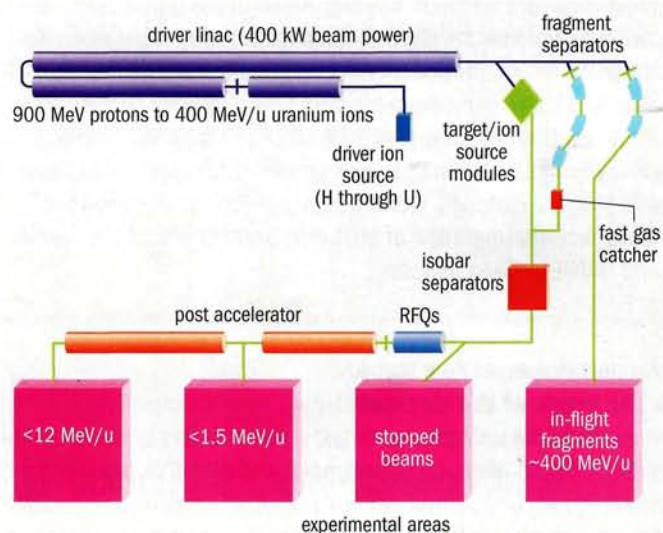 driver linac (400 kW beam power)
fragment
separators
900 MeV protons to 400 MeV/u uranium ions
driver ion
source
(H through U)
target/ion
source
modules
fast gas
catcher
isobar
separators
post accelerator
RFQs
<12 MeV/u
<1.5 MeV/u
stopped
beams
in-flight
fragments
~400 MeV/u
experimental areas